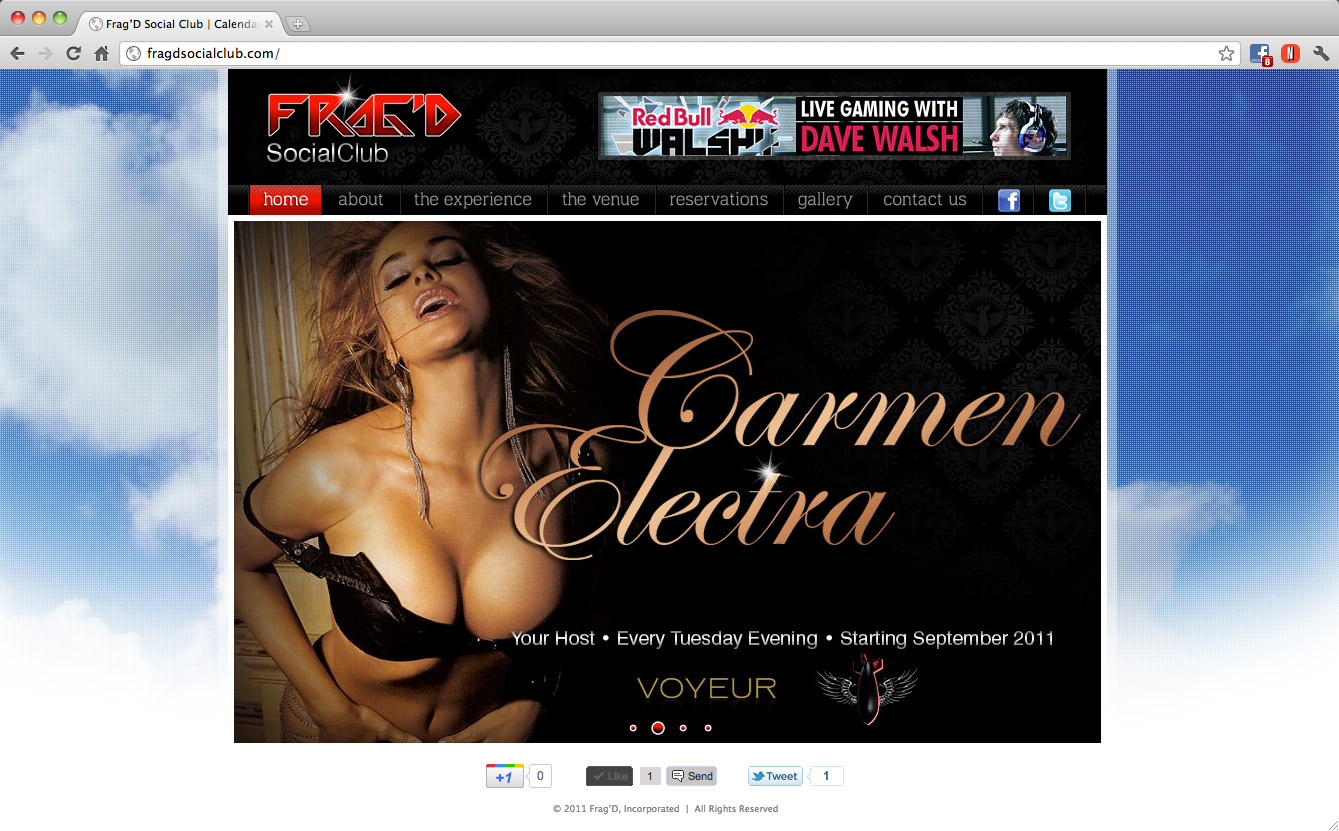 Frag'D Social Club | Calenda
fragdsocialclub.com/
8
N
FRAG'D
SocialClub
Red Bull
WALSHY
LIVE GAMING WITH
DAVE WALSH
home
about
the experience
the venue
reservations
gallery
contact us
f
t
Carmen
Electra
Your Host • Every Tuesday Evening • Starting September 2011
VOYEUR
+1
0
Like
1
Send
Tweet
1
© 2011 Frag'D, Incorporated | All Rights Reserved